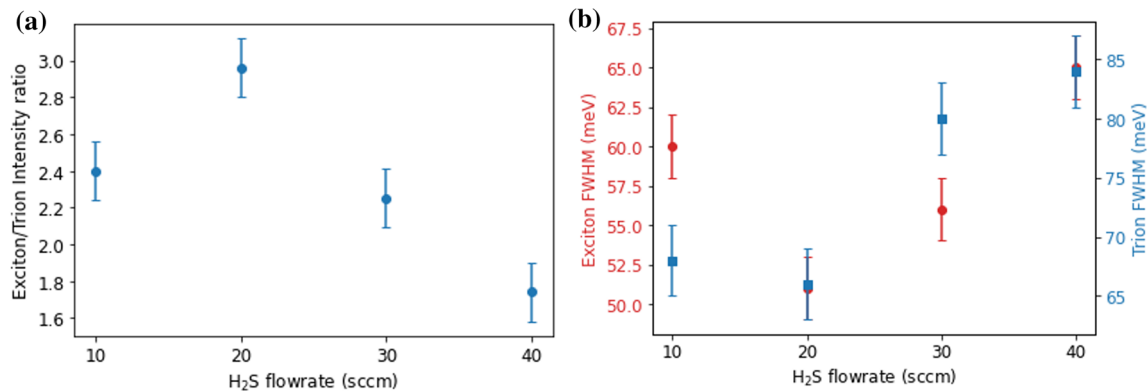 (a)
Exciton/Trion Intensity ratio
3.0
2.8
2.6
2.4
2.2
2.0
1.8
1.6
10 20 30 40
H₂S flowrate (sccm)
(b)
Exciton FWHM (meV)
67.5
65.0
62.5
60.0
57.5
55.0
52.5
50.0
85
80
75
70
65
Trion FWHM (meV)
10 20 30 40
H₂S flowrate (sccm)